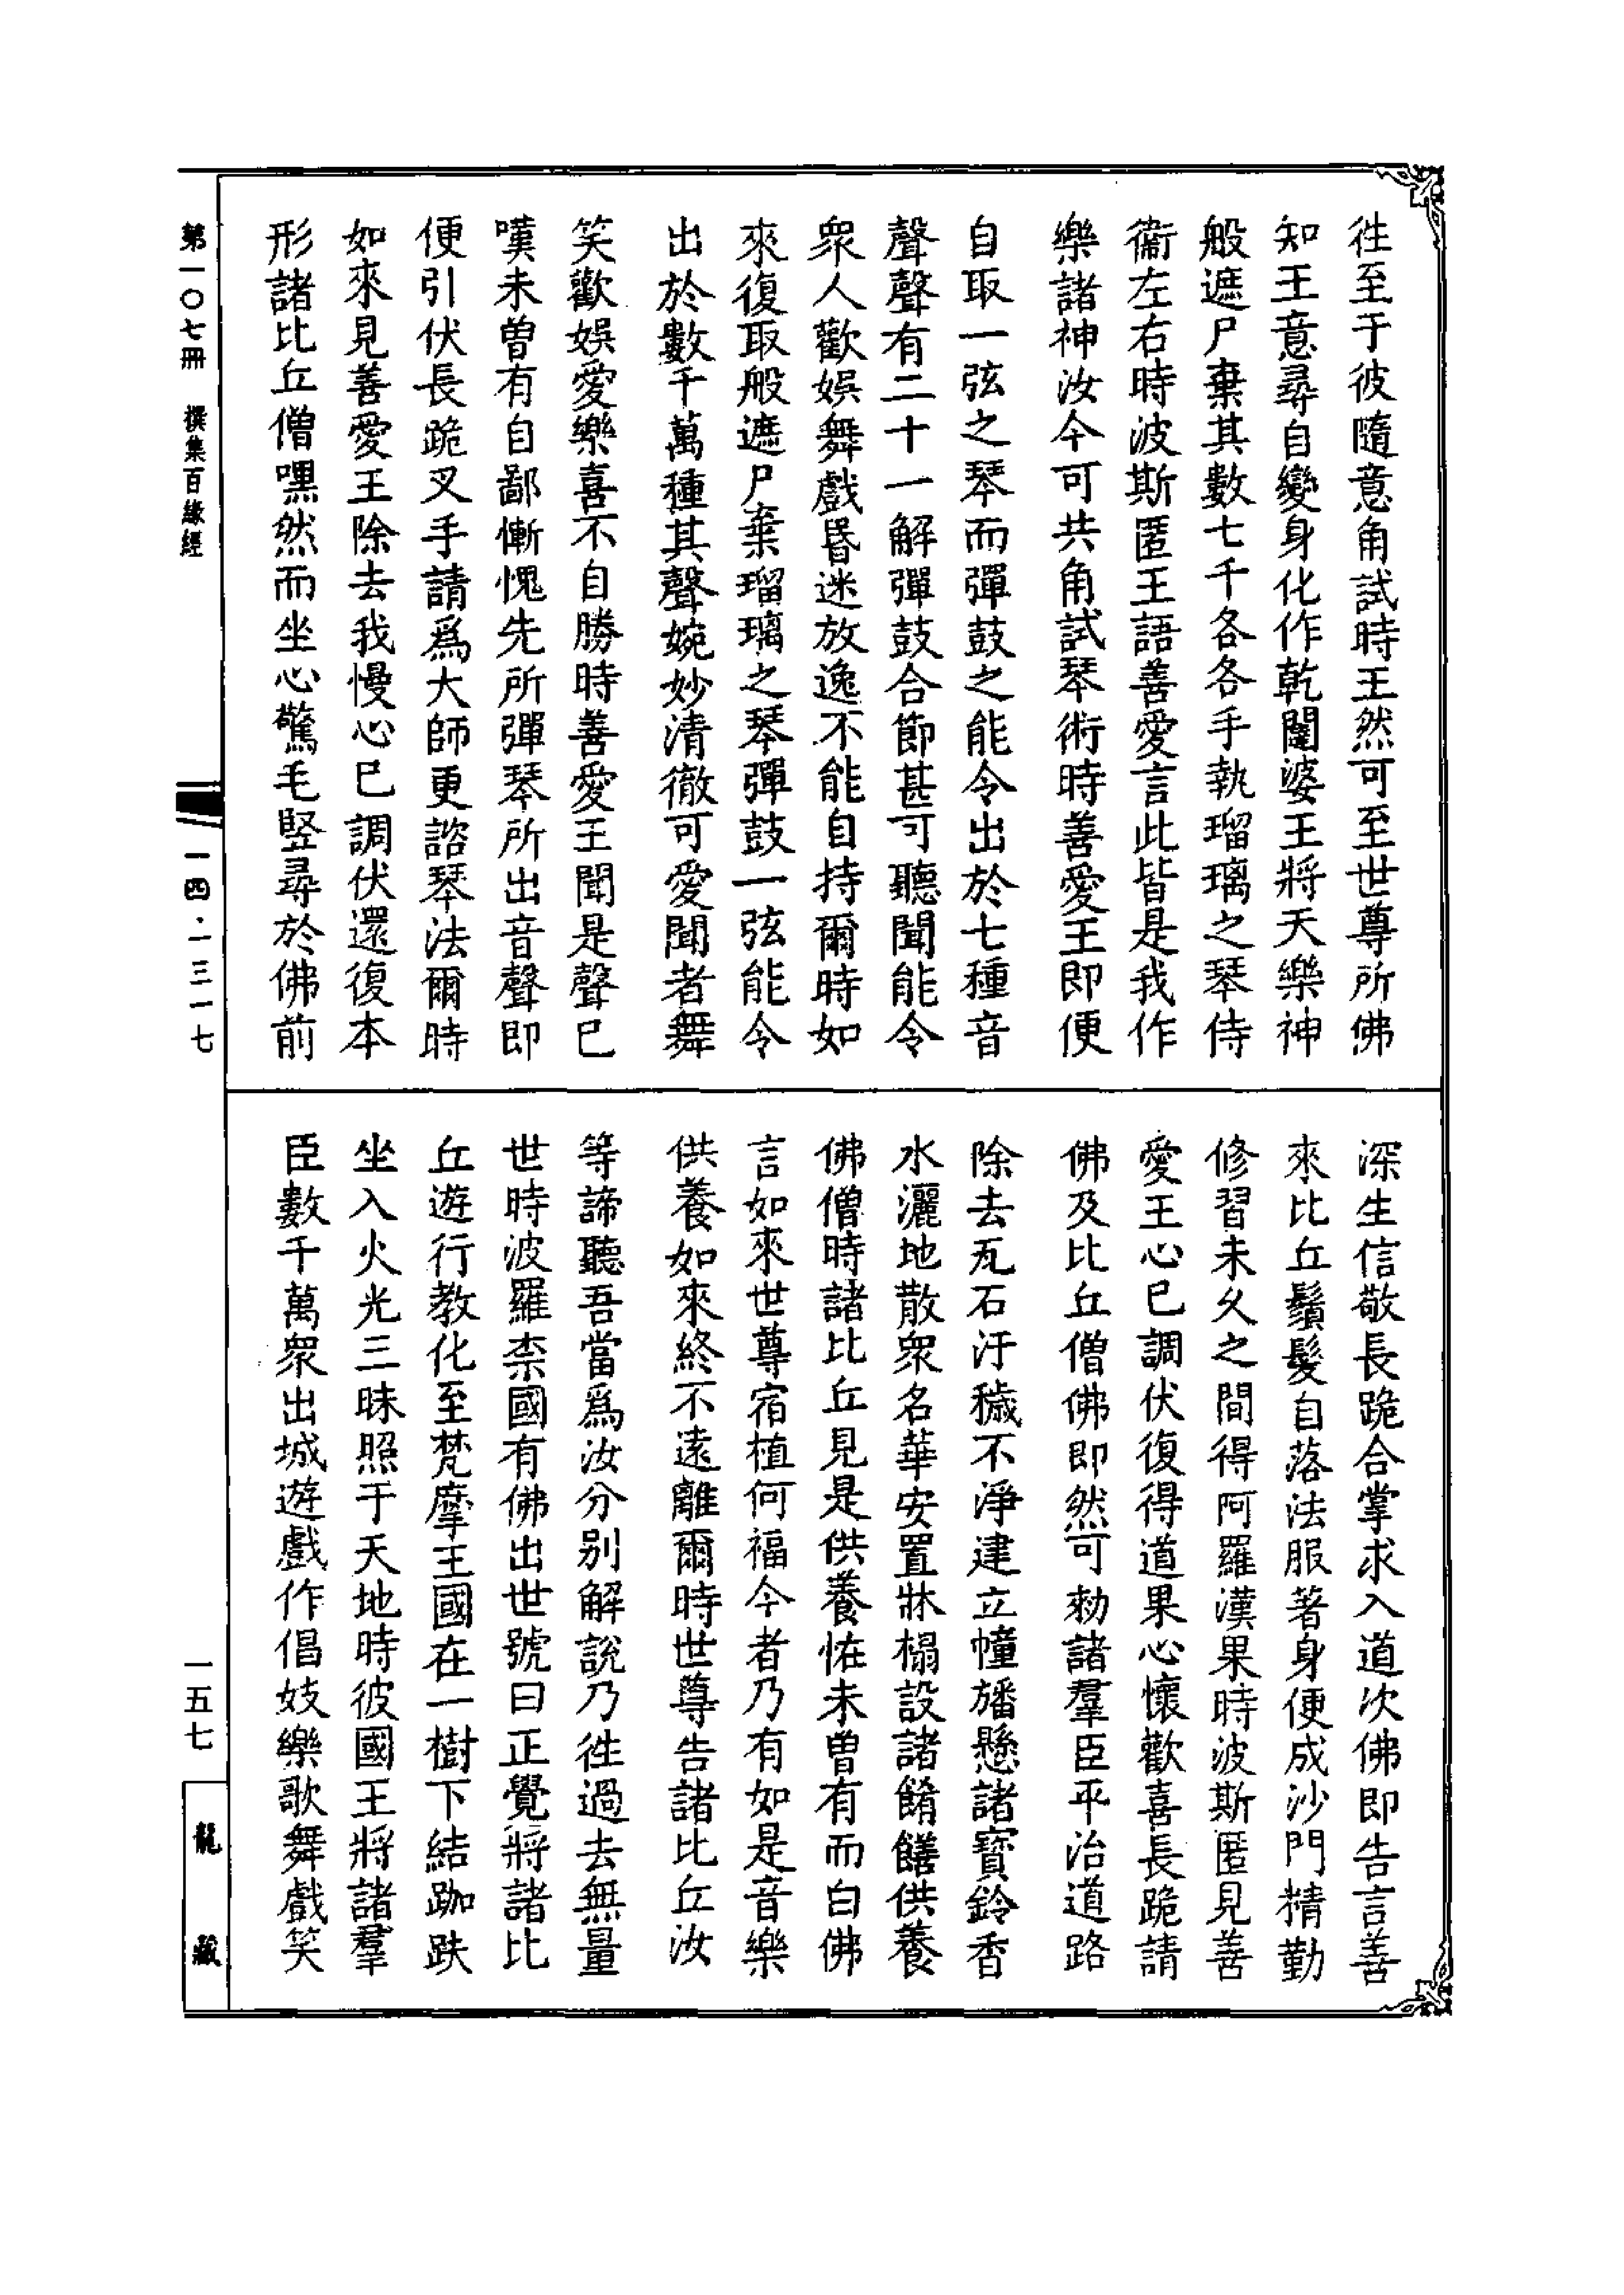 徃至于彼隨意角試時王然可至世尊所佛
知王意尋自變身化作乾闥婆王將天樂神
般遮尸棄其數七千各各手執瑠璃之琴侍
衞左右時波斯匿王語善愛言此皆是我作
樂諸神汝今可共角試琴術時善愛王即便
自取一弦之琴而彈鼓之能令出於七種音
聲聲有二十一解彈鼓合節甚可聽聞能令
衆人歡娛舞戲昬迷放逸不能自持爾時如
來復取般遮尸棄瑠璃之琴彈鼓一弦能令
出於數千萬種其聲婉妙清徹可愛聞者舞
笑歡娛愛樂喜不自勝時善愛王聞是聲已
嘆未曽有自鄙慚愧先所彈琴所出音聲即
便引伏長跪叉手請爲大師更諮琴法爾時
如來見善愛王除去我慢心已調伏還復本
形諸比丘僧嘿然而坐心驚毛竪尋於佛前
深生信敬長跪合掌求入道次佛即告言善
來比丘鬚髮自落法服著身便成沙門精勤
修習未久之間得阿羅漢果時波斯匿見善
愛王心已調伏復得道果心懷歡喜長跪請
佛及比丘僧佛即然可勑諸羣臣平治道路
除去瓦石汙穢不淨建立幢旛懸諸寳鈴香
水灑地散衆名華安置牀榻設諸餚饍供養
佛僧時諸比丘見是供養恠未曽有而白佛
言如來世尊宿植何福今者乃有如是音樂
供養如來終不遠離爾時世尊告諸比丘汝
等諦聽吾當爲汝分别解說乃徃過去無量
世時波羅柰國有佛出世號曰正覺將諸比
丘遊行教化至梵摩王國在一樹下結跏趺
坐入火光三昧照于天地時彼國王將諸羣
臣數千萬衆出城遊戲作倡妓樂歌舞戲笑
第一〇七冊 撰集百緣經
一四·一三一七
一五七
龍藏